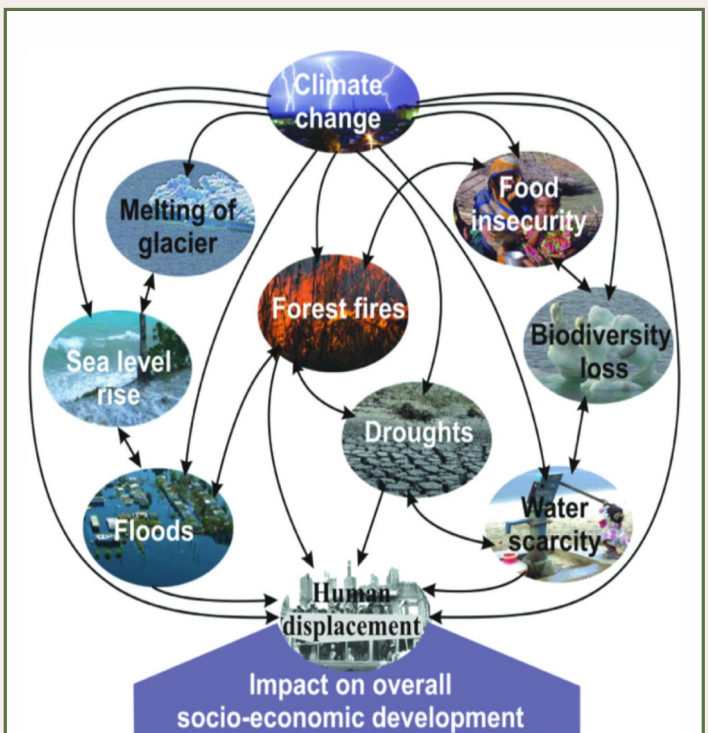 Climate
change
Melting of
glacier
Food
insecurity
Forest fires
Biodiversity
loss
Sea level
rise
Droughts
Floods
Water
scarcity
Human
displacement
Impact on overall
socio-economic development